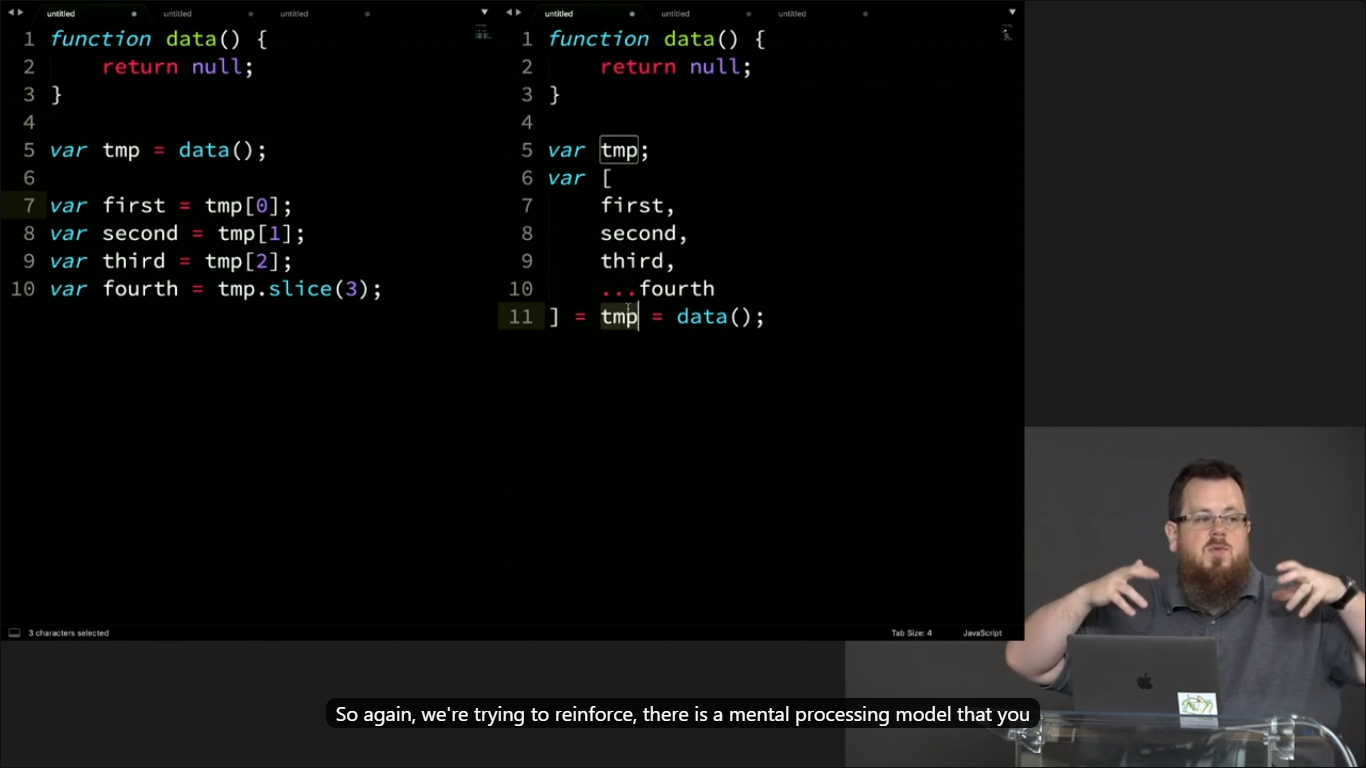 untitled untitled untitled
1 function data() {
2 return null;
3 }
4
5 var tmp = data();
6
7 var first = tmp[0];
8 var second = tmp[1];
9 var third = tmp[2];
10 var fourth = tmp.slice(3);
untitled untitled untitled
1 function data() {
2 return null;
3 }
4
5 var tmp;
6 var [
7 first,
8 second,
9 third,
10 ...fourth
11 ] = tmp = data();
3 characters selected
Tab Size: 4 JavaScript
So again, we're trying to reinforce, there is a mental processing model that you